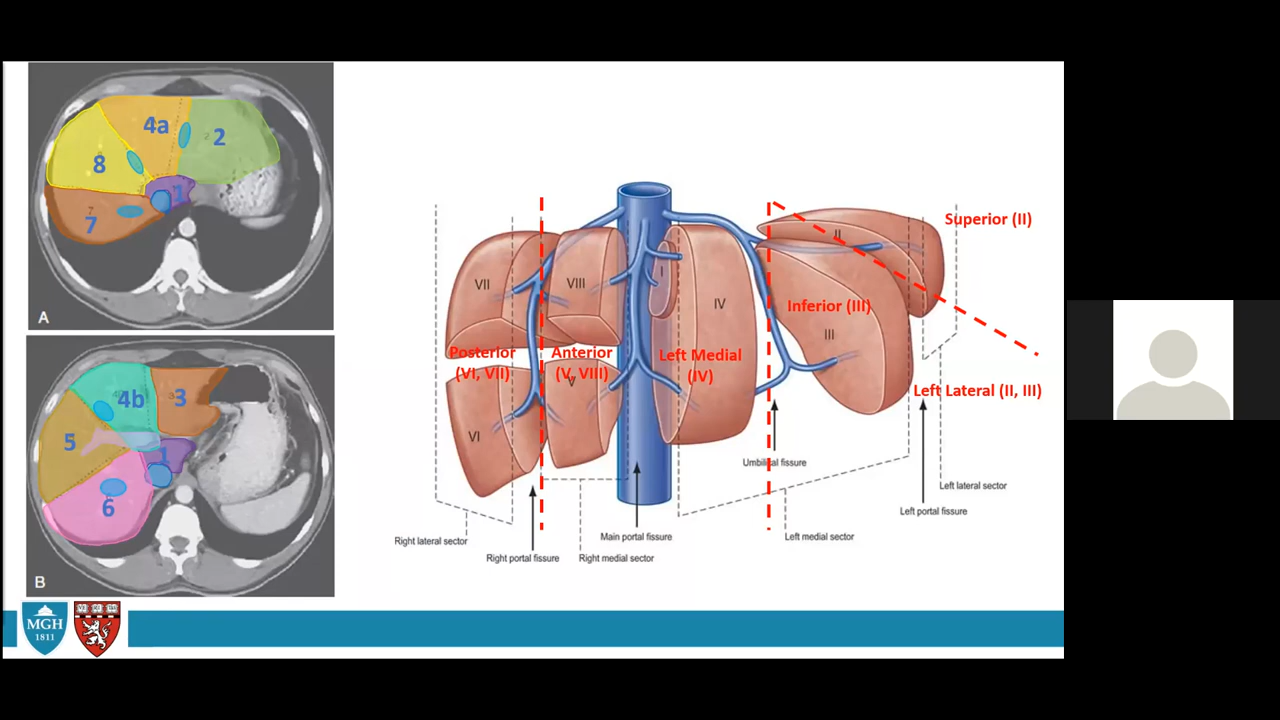 4a
2
8
1
7
7
A
4b
3
5
1
6
B
MGH
1811
VII
VIII
I
IV
II
III
V
VI
Superior (II)
Inferior (III)
Posterior
(VI, VII)
Anterior
(V, VIII)
Left Medial
(IV)
Left Lateral (II, III)
Umbilical fissure
Left lateral sector
Left portal fissure
Right lateral sector
Main portal fissure
Left medial sector
Right portal fissure
Right medial sector